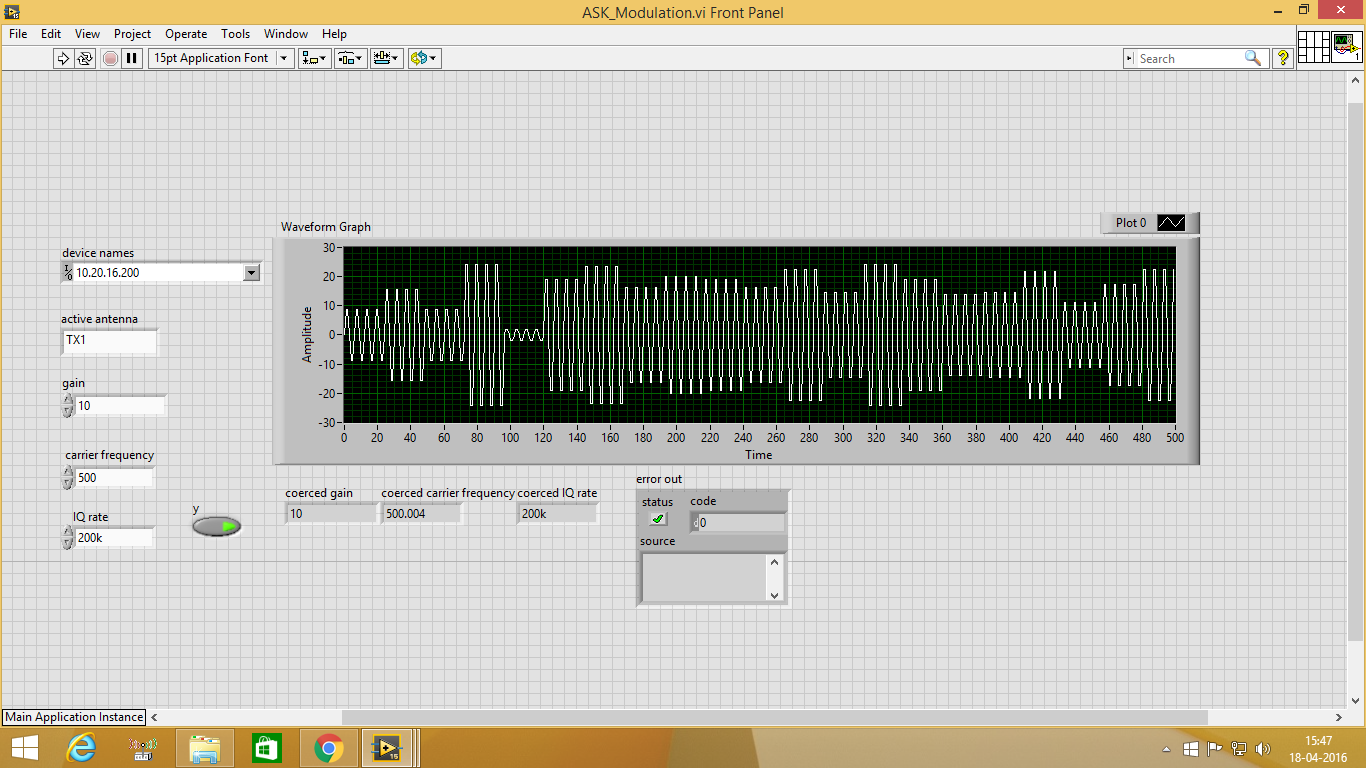 ASK_Modulation.vi Front Panel
File Edit View Project Operate Tools Window Help
15pt Application Font
Search
?
1
Waveform Graph
Plot 0
device names
10.20.16.200
active antenna
TX1
gain
10
carrier frequency
500
IQ rate
200k
y
Amplitude
30
20
10
0
-10
-20
-30
0 20 40 60 80 100 120 140 160 180 200 220 240 260 280 300 320 340 360 380 400 420 440 460 480 500
Time
coerced gain coerced carrier frequency coerced IQ rate
10 500.004 200k
error out
status code
d 0
source
Main Application Instance
15
15:47
18-04-2016